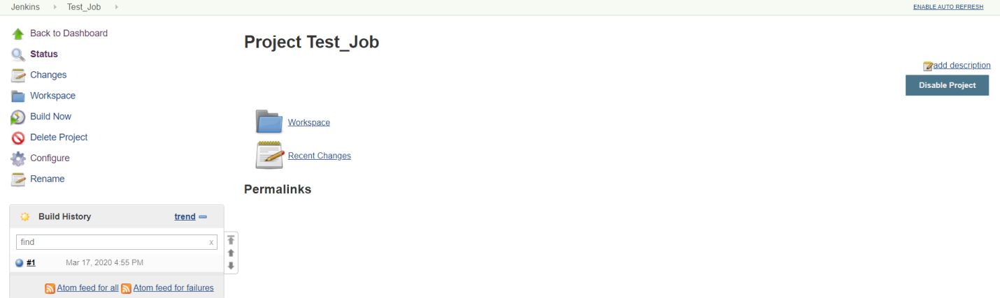 Jenkins Test_Job
ENABLE AUTO REFRESH
Back to Dashboard
Status
Changes
Workspace
Build Now
Delete Project
Configure
Rename
Project Test_Job
add description
Disable Project
Workspace
Recent Changes
Permalinks
Build History trend
find x
#1 Mar 17, 2020 4:55 PM
Atom feed for all Atom feed for failures